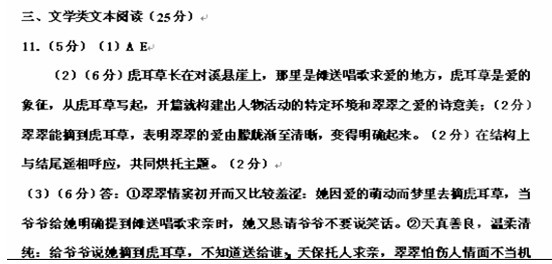 三、文学类文本阅读（25分）
11.（5分）（1）A E
（2）（6分）虎耳草长在对溪悬崖上，那里是傩送唱歌求爱的地方，虎耳草是爱的
象征，从虎耳草写起，开篇就构建出人物活动的特定环境和翠翠之爱的诗意美；（2分）
翠翠能摘到虎耳草，表明翠翠的爱由朦胧渐至清晰，变得明确起来。（2分）在结构上
与结尾遥相呼应，共同烘托主题。（2分）
（3）（6分）答：①翠翠情窦初开而又比较羞涩：她因爱的萌动而梦里去摘虎耳草，当
爷爷给她明确提到傩送唱歌求亲时，她又恳请爷爷不要说笑话。②天真善良，温柔清
纯：给爷爷说她摘到虎耳草，不知道送给谁。天保托人求亲，翠翠怕伤人情面不当机